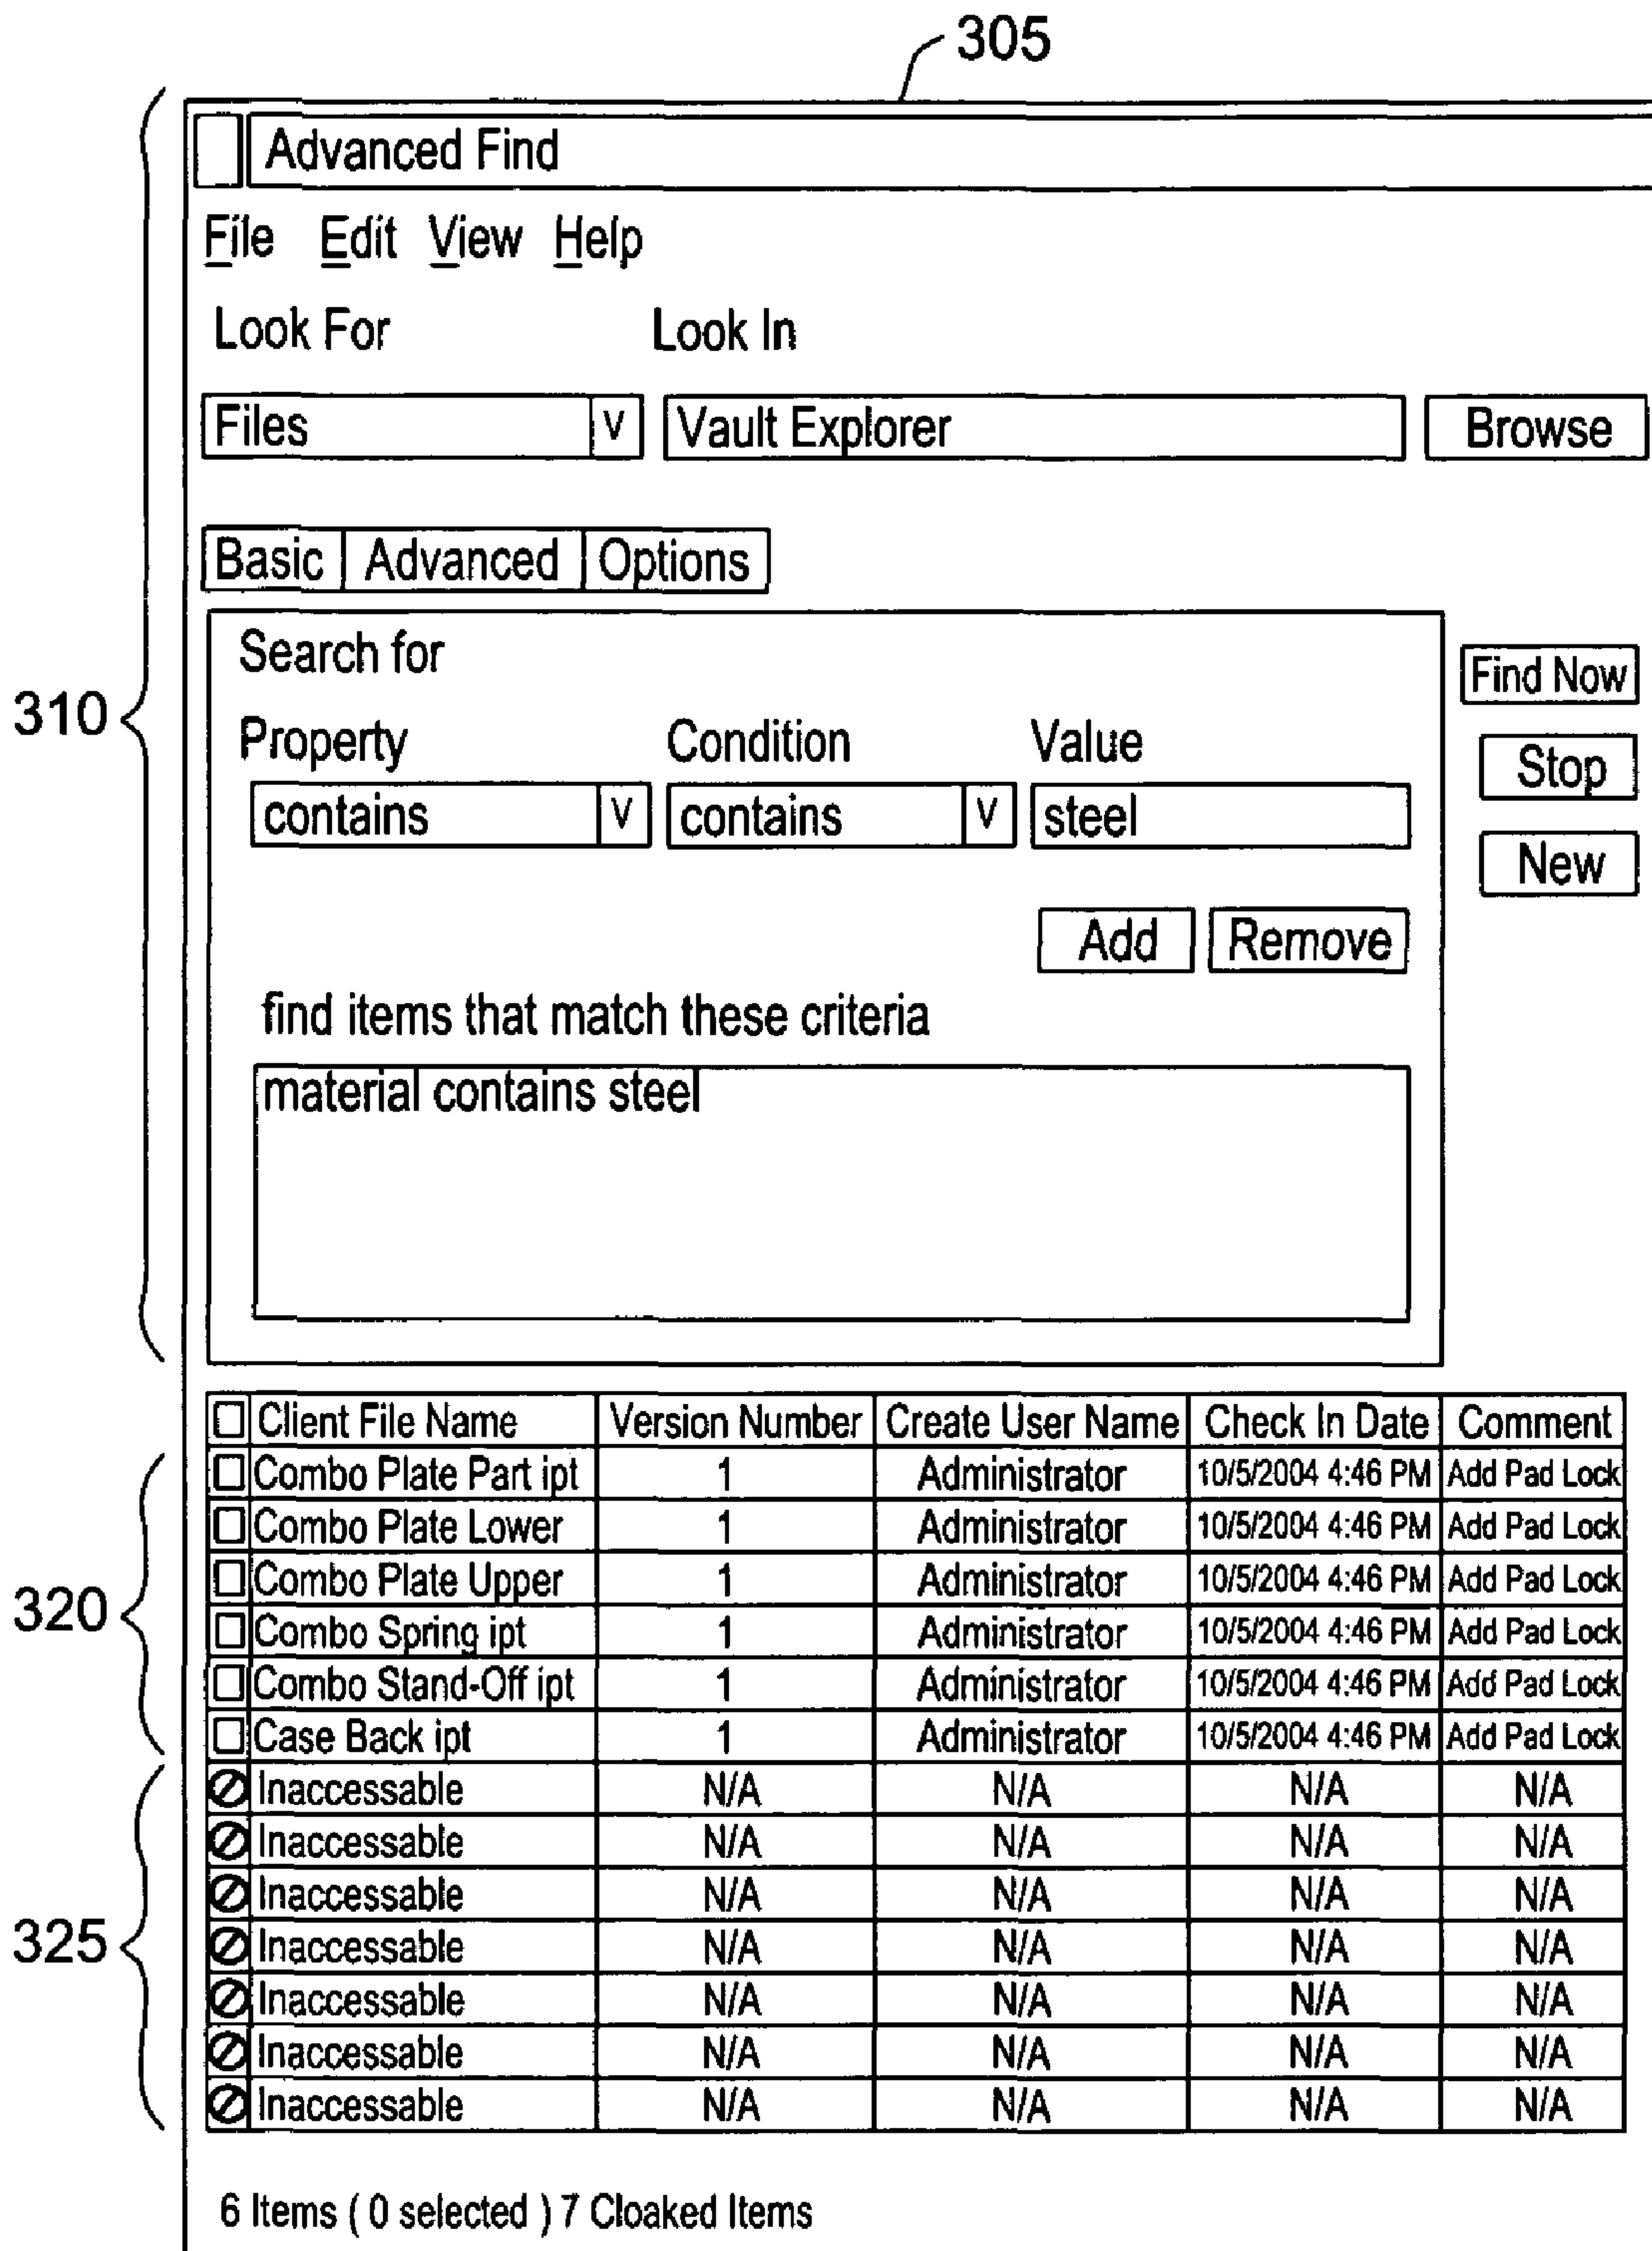 305
Advanced Find
File Edit View Help
Look For Look In
Files V Vault Explorer Browse
Basic Advanced Options
Search for
Find Now
310
Property Condition Value
Stop
contains V contains V steel
New
Add Remove
find items that match these criteria
material contains steel
Client File Name Version Number Create User Name Check In Date Comment
Combo Plate Part ipt 1 Administrator 10/5/2004 4:46 PM Add Pad Lock
Combo Plate Lower 1 Administrator 10/5/2004 4:46 PM Add Pad Lock
Combo Plate Upper 1 Administrator 10/5/2004 4:46 PM Add Pad Lock
320
Combo Spring ipt 1 Administrator 10/5/2004 4:46 PM Add Pad Lock
Combo Stand-Off ipt 1 Administrator 10/5/2004 4:46 PM Add Pad Lock
Case Back ipt 1 Administrator 10/5/2004 4:46 PM Add Pad Lock
Inaccessable N/A N/A N/A N/A
Inaccessable N/A N/A N/A N/A
Inaccessable N/A N/A N/A N/A
325
Inaccessable N/A N/A N/A N/A
Inaccessable N/A N/A N/A N/A
Inaccessable N/A N/A N/A N/A
Inaccessable N/A N/A N/A N/A
6 Items ( 0 selected ) 7 Cloaked Items